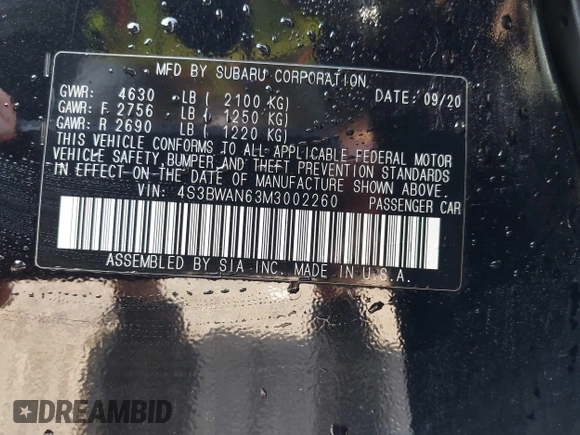 MFD BY SUBARU CORPORATION
DATE: 09/20
GVWR: 4630 LB ( 2100 KG)
GAWR: F 2756 LB ( 1250 KG)
GAWR: R 2690 LB ( 1220 KG)
THIS VEHICLE CONFORMS TO ALL APPLICABLE FEDERAL MOTOR
VEHICLE SAFETY, BUMPER AND THEFT PREVENTION STANDARDS
IN EFFECT ON THE DATE OF MANUFACTURE SHOWN ABOVE.
VIN: 4S3BWAN63M3002260 PASSENGER CAR
ASSEMBLED BY SIA INC. MADE IN U.S.A.
DREAMBID